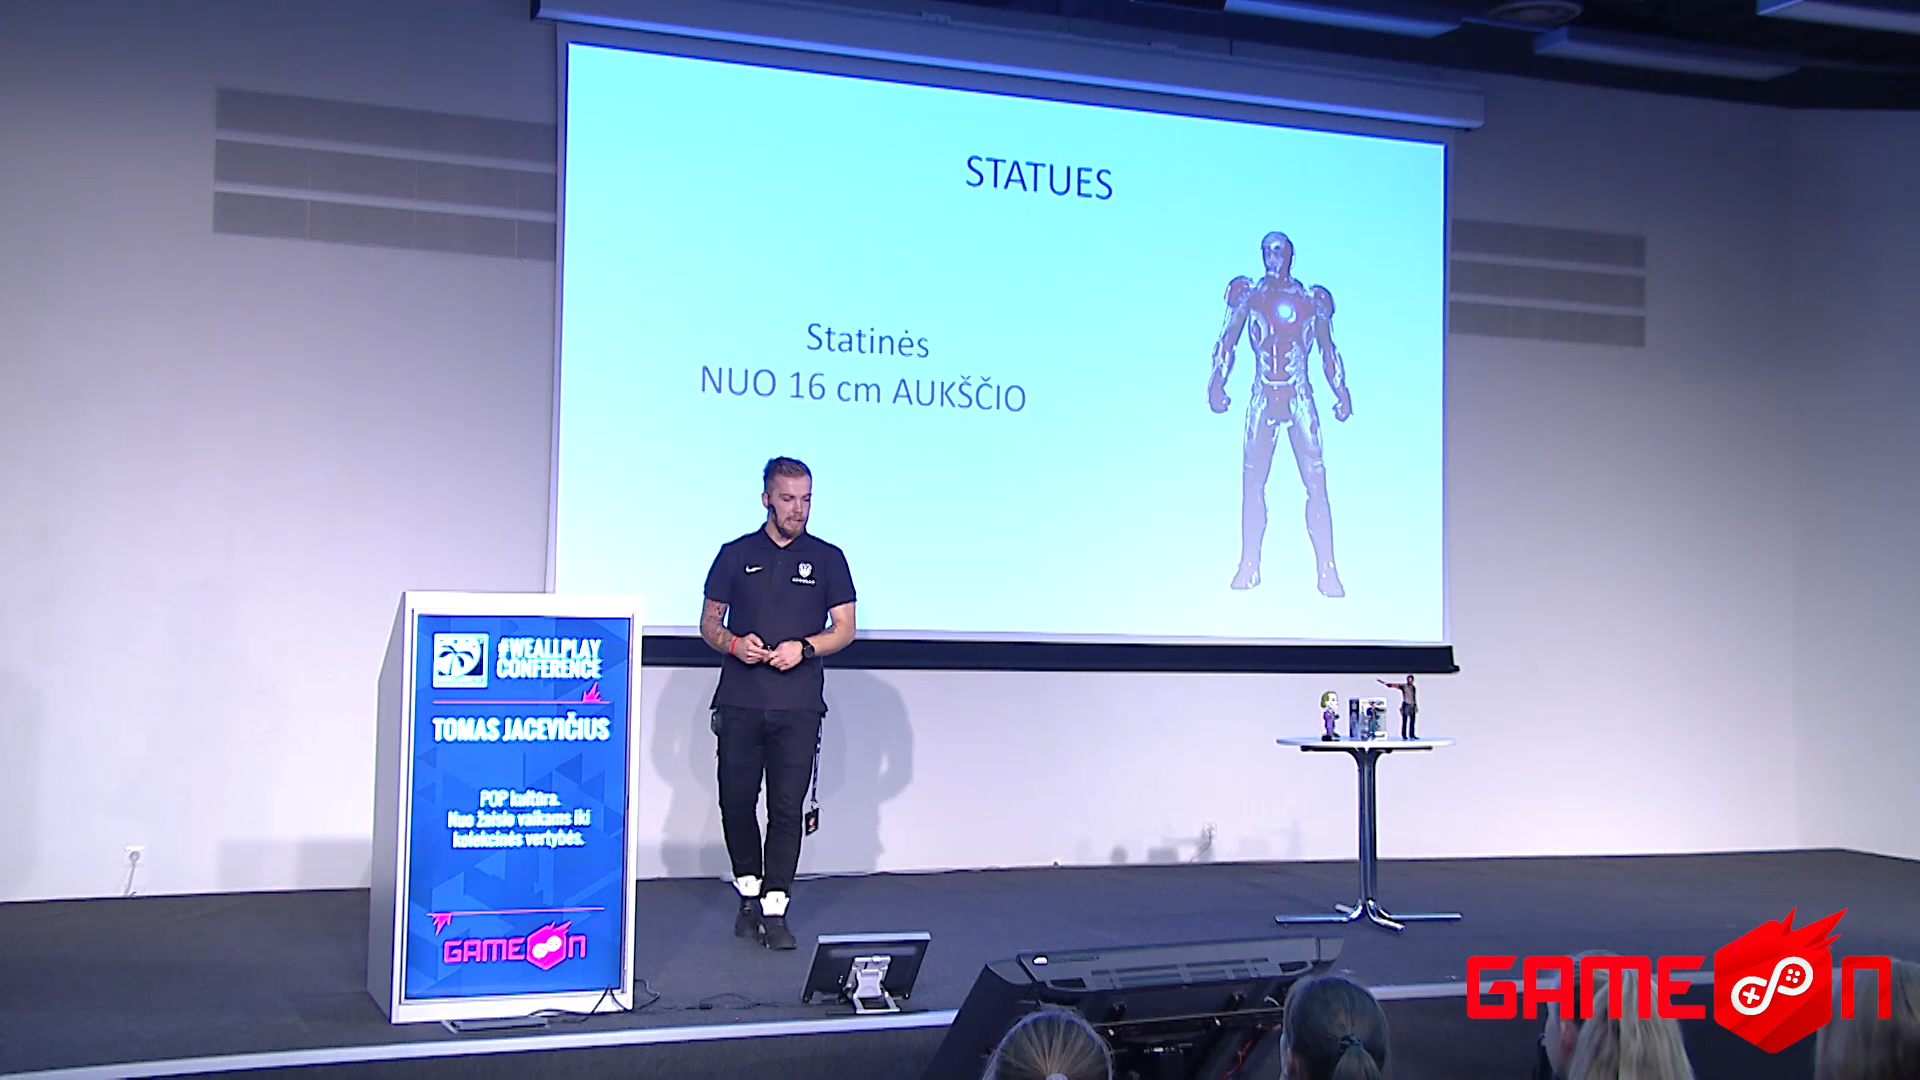 STATUES
Statinės
NUO 16 cm AUKŠČIO
#WEALLPLAY
CONFERENCE
TOMAS JACEVIČIUS
POP kultūra.
Nuo žaislo vaikams iki
kolekcinės vertybės.
GAMEON
GAMEON